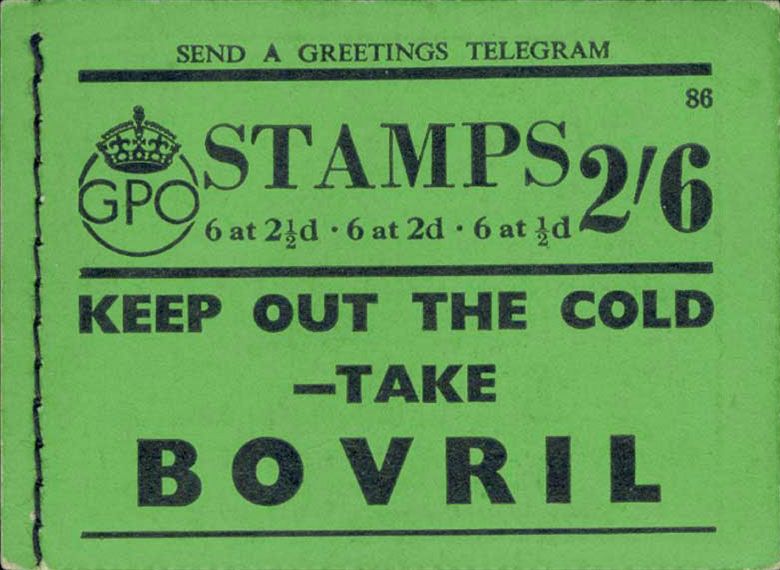 SEND A GREETINGS TELEGRAM
86
GPO
STAMPS 2/6
6 at 2½d · 6 at 2d · 6 at ½d
KEEP OUT THE COLD
—TAKE
BOVRIL